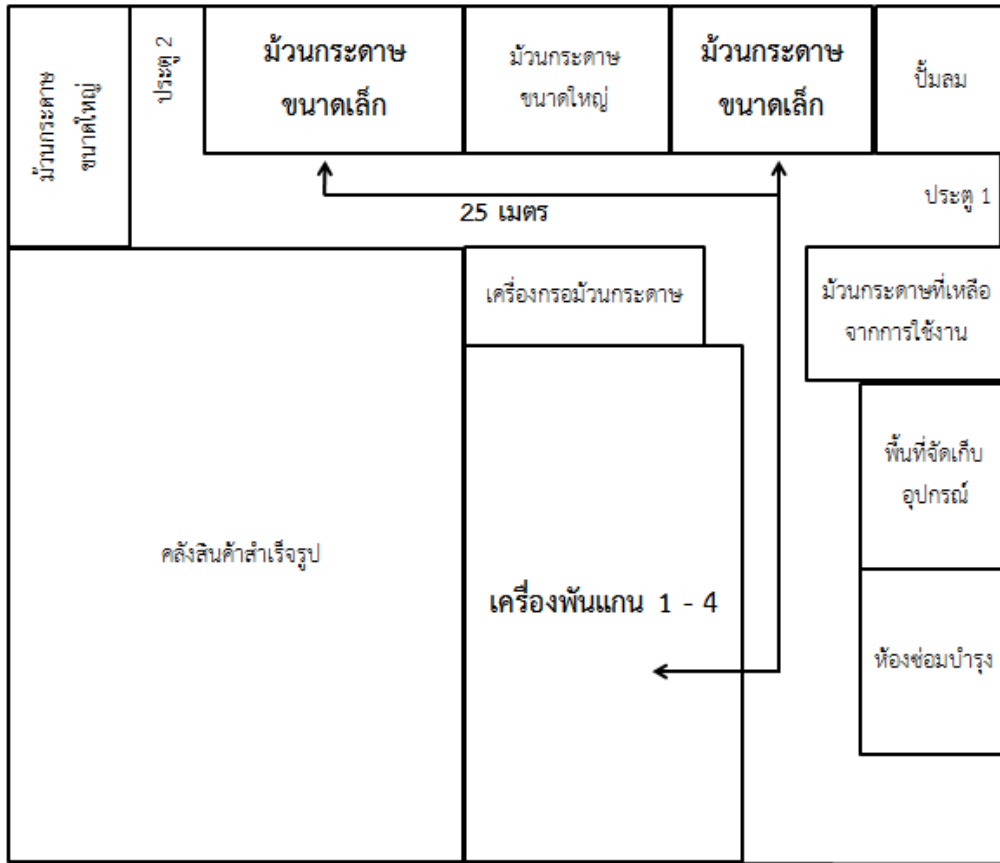 ม้วนกระดาษ
ขนาดใหญ่
ประตู 2
ม้วนกระดาษ
ขนาดเล็ก
ม้วนกระดาษ
ขนาดใหญ่
ม้วนกระดาษ
ขนาดเล็ก
ปั้มลม
25 เมตร
ประตู 1
เครื่องกรอม้วนกระดาษ
ม้วนกระดาษที่เหลือ
จากการใช้งาน
พื้นที่จัดเก็บ
อุปกรณ์
คลังสินค้าสำเร็จรูป
เครื่องพันแกน 1 - 4
ห้องซ่อมบำรุง